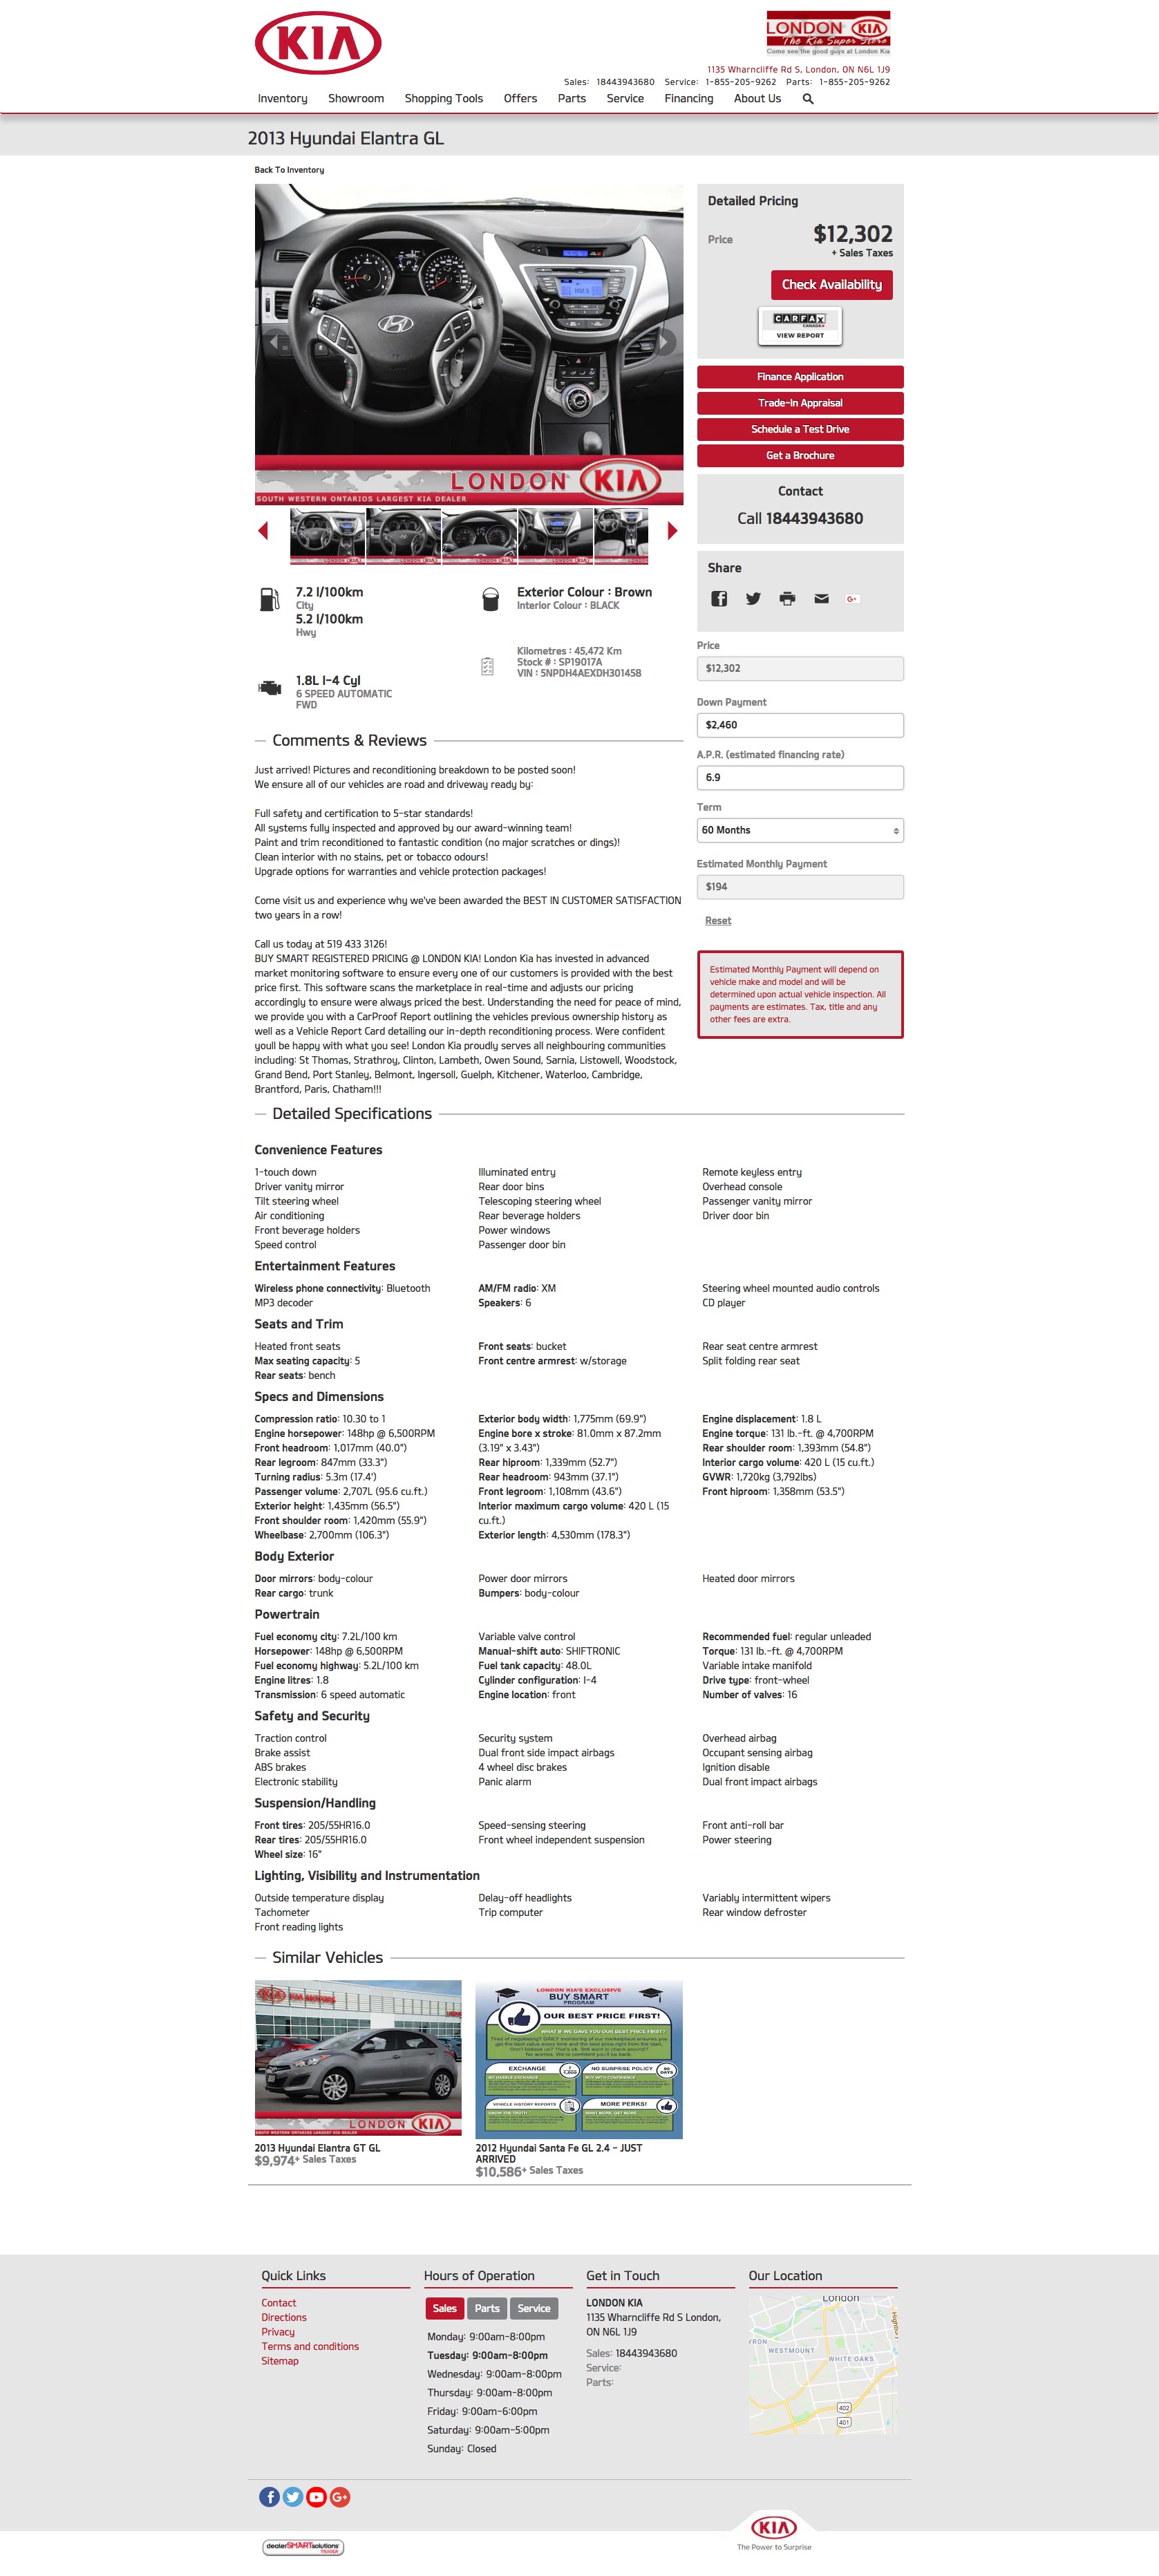 KIA
LONDON KIA
The Kia Super Store
Come see the good guys at London Kia
1135 Wharncliffe Rd S, London, ON N6L 1J9
Sales: 18443943680 Service: 1-855-205-9262 Parts: 1-855-205-9262
Inventory Showroom Shopping Tools Offers Parts Service Financing About Us
2013 Hyundai Elantra GL
Back To Inventory
LONDON KIA
SOUTH WESTERN ONTARIOS LARGEST KIA DEALER
Detailed Pricing
Price $12,302
+ Sales Taxes
Check Availability
CARFAX
CANADA
VIEW REPORT
Finance Application
Trade-In Appraisal
Schedule a Test Drive
Get a Brochure
Contact
Call 18443943680
Share
7.2 l/100km
City
5.2 l/100km
Hwy
Exterior Colour : Brown
Interior Colour : BLACK
1.8L I-4 Cyl
6 SPEED AUTOMATIC
FWD
Kilometres : 45,472 Km
Stock # : SP19017A
VIN : 5NPDH4AEXDH301458
Price
$12,302
Down Payment
$2,460
A.P.R. (estimated financing rate)
6.9
Term
60 Months
Estimated Monthly Payment
$194
Reset
Estimated Monthly Payment will depend on
vehicle make and model and will be
determined upon actual vehicle inspection. All
payments are estimates. Tax, title and any
other fees are extra.
Comments & Reviews
Just arrived! Pictures and reconditioning breakdown to be posted soon!
We ensure all of our vehicles are road and driveway ready by:
Full safety and certification to 5-star standards!
All systems fully inspected and approved by our award-winning team!
Paint and trim reconditioned to fantastic condition (no major scratches or dings)!
Clean interior with no stains, pet or tobacco odours!
Upgrade options for warranties and vehicle protection packages!
Come visit us and experience why we've been awarded the BEST IN CUSTOMER SATISFACTION
two years in a row!
Call us today at 519 433 3126!
BUY SMART REGISTERED PRICING @ LONDON KIA! London Kia has invested in advanced
market monitoring software to ensure every one of our customers is provided with the best
price first. This software scans the marketplace in real-time and adjusts our pricing
accordingly to ensure were always priced the best. Understanding the need for peace of mind,
we provide you with a CarProof Report outlining the vehicles previous ownership history as
well as a Vehicle Report Card detailing our in-depth reconditioning process. Were confident
youll be happy with what you see! London Kia proudly serves all neighbouring communities
including: St Thomas, Strathroy, Clinton, Lambeth, Owen Sound, Sarnia, Listowell, Woodstock,
Grand Bend, Port Stanley, Belmont, Ingersoll, Guelph, Kitchener, Waterloo, Cambridge,
Brantford, Paris, Chatham!!!
Detailed Specifications
Convenience Features
1-touch down Illuminated entry Remote keyless entry
Driver vanity mirror Rear door bins Overhead console
Tilt steering wheel Telescoping steering wheel Passenger vanity mirror
Air conditioning Rear beverage holders Driver door bin
Front beverage holders Power windows
Speed control Passenger door bin
Entertainment Features
Wireless phone connectivity: Bluetooth AM/FM radio: XM Steering wheel mounted audio controls
MP3 decoder Speakers: 6 CD player
Seats and Trim
Heated front seats Front seats: bucket Rear seat centre armrest
Max seating capacity: 5 Front centre armrest: w/storage Split folding rear seat
Rear seats: bench
Specs and Dimensions
Compression ratio: 10.30 to 1 Exterior body width: 1,775mm (69.9") Engine displacement: 1.8 L
Engine horsepower: 148hp @ 6,500RPM Engine bore x stroke: 81.0mm x 87.2mm Engine torque: 131 lb.-ft. @ 4,700RPM
Front headroom: 1,017mm (40.0") (3.19" x 3.43") Rear shoulder room: 1,393mm (54.8")
Rear legroom: 847mm (33.3") Rear hiproom: 1,339mm (52.7") Interior cargo volume: 420 L (15 cu.ft.)
Turning radius: 5.3m (17.4') Rear headroom: 943mm (37.1") GVWR: 1,720kg (3,792lbs)
Passenger volume: 2,707L (95.6 cu.ft.) Front legroom: 1,108mm (43.6") Front hiproom: 1,358mm (53.5")
Exterior height: 1,435mm (56.5") Interior maximum cargo volume: 420 L (15
Front shoulder room: 1,420mm (55.9") cu.ft.)
Wheelbase: 2,700mm (106.3") Exterior length: 4,530mm (178.3")
Body Exterior
Door mirrors: body-colour Power door mirrors Heated door mirrors
Rear cargo: trunk Bumpers: body-colour
Powertrain
Fuel economy city: 7.2L/100 km Variable valve control Recommended fuel: regular unleaded
Horsepower: 148hp @ 6,500RPM Manual-shift auto: SHIFTRONIC Torque: 131 lb.-ft. @ 4,700RPM
Fuel economy highway: 5.2L/100 km Fuel tank capacity: 48.0L Variable intake manifold
Engine litres: 1.8 Cylinder configuration: I-4 Drive type: front-wheel
Transmission: 6 speed automatic Engine location: front Number of valves: 16
Safety and Security
Traction control Security system Overhead airbag
Brake assist Dual front side impact airbags Occupant sensing airbag
ABS brakes 4 wheel disc brakes Ignition disable
Electronic stability Panic alarm Dual front impact airbags
Suspension/Handling
Front tires: 205/55HR16.0 Speed-sensing steering Front anti-roll bar
Rear tires: 205/55HR16.0 Front wheel independent suspension Power steering
Wheel size: 16"
Lighting, Visibility and Instrumentation
Outside temperature display Delay-off headlights Variably intermittent wipers
Tachometer Trip computer Rear window defroster
Front reading lights
Similar Vehicles
LONDON KIA
LONDON KIA'S EXCLUSIVE
BUY SMART
PROGRAM
OUR BEST PRICE FIRST!
WHAT IF WE GAVE YOU OUR BEST PRICE FIRST?
EXCHANGE
NO SURPRISE POLICY
VEHICLE HISTORY REPORTS
MORE PERKS!
2013 Hyundai Elantra GT GL
$9,974+ Sales Taxes
2012 Hyundai Santa Fe GL 2.4 - JUST
ARRIVED
$10,586+ Sales Taxes
Quick Links
Contact
Directions
Privacy
Terms and conditions
Sitemap
Hours of Operation
Sales Parts Service
Monday: 9:00am-8:00pm
Tuesday: 9:00am-8:00pm
Wednesday: 9:00am-8:00pm
Thursday: 9:00am-8:00pm
Friday: 9:00am-6:00pm
Saturday: 9:00am-5:00pm
Sunday: Closed
Get in Touch
LONDON KIA
1135 Wharncliffe Rd S London,
ON N6L 1J9
Sales: 18443943680
Service:
Parts:
Our Location
London
WESTMOUNT
WHITE OAKS
402
401
KIA
The Power to Surprise
dealerSMARTsolutions
TRADER